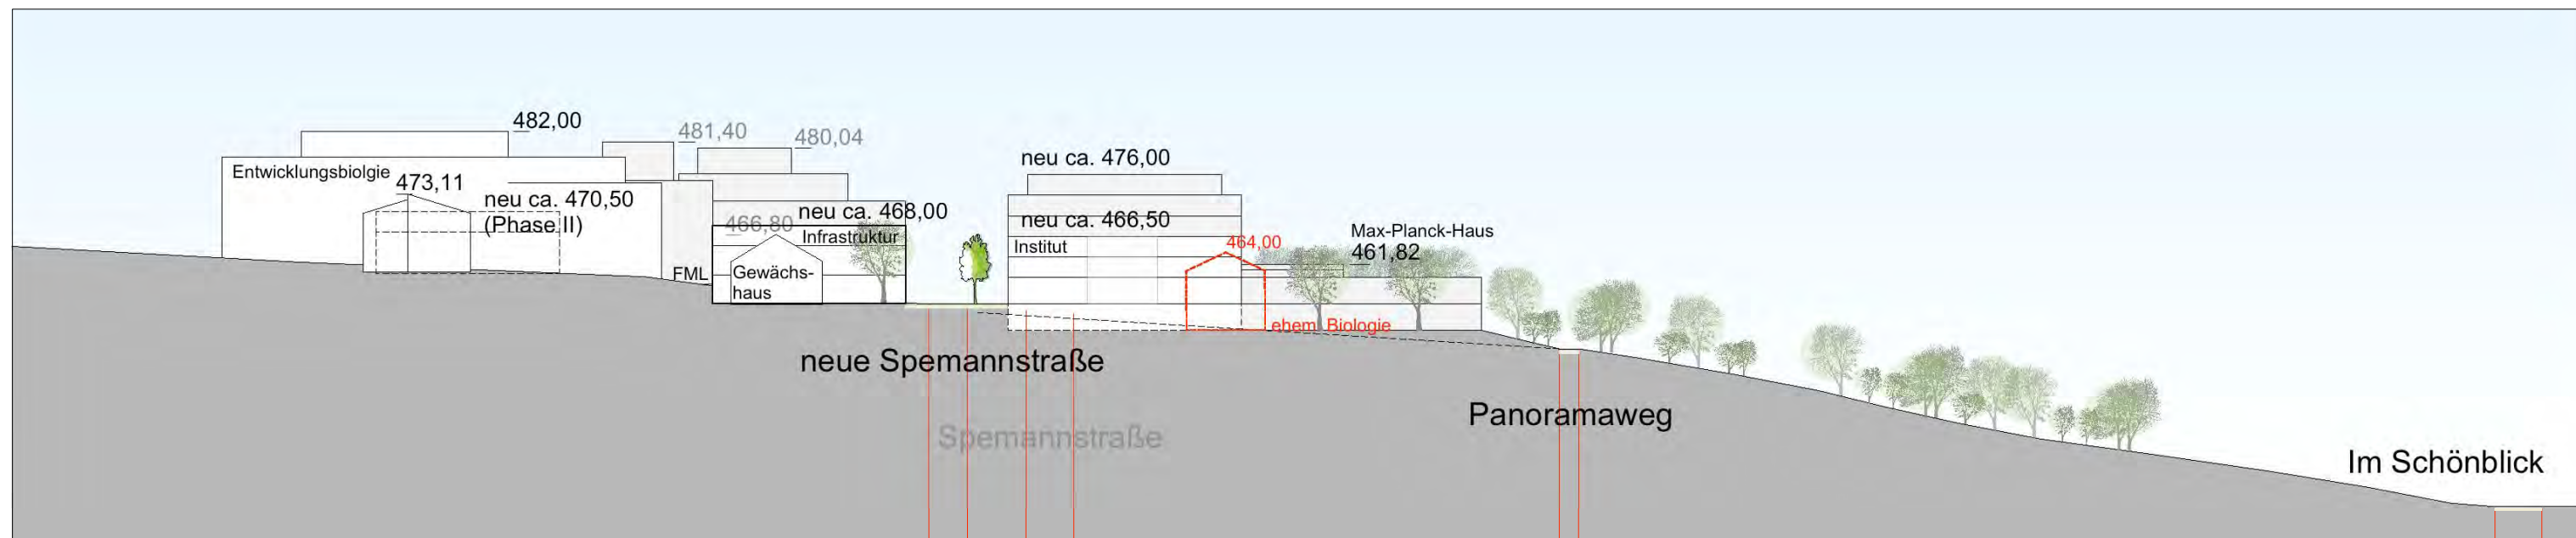 482,00
481,40
480,04
neu ca. 476,00
Entwicklungsbiolgie
473,11
neu ca. 470,50
(Phase II)
466,80
neu ca. 468,00
Infrastruktur
neu ca. 466,50
Institut
464,00
Max-Planck-Haus
461,82
FML
Gewächs-
haus
ehem. Biologie
neue Spemannstraße
Spemannstraße
Panoramaweg
Im Schönblick